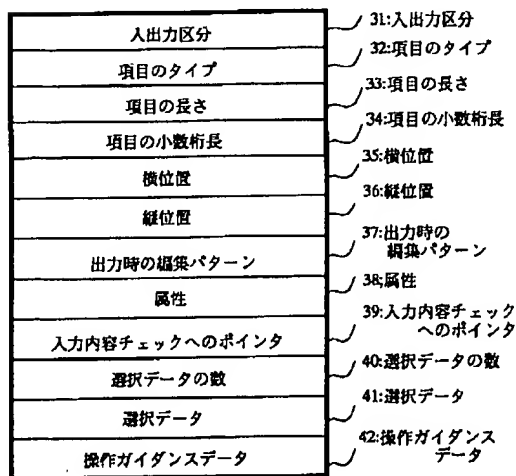 入出力区分
項目のタイプ
項目の長さ
項目の小数桁長
横位置
縦位置
出力時の編集パターン
属性
入力内容チェックへのポインタ
選択データの数
選択データ
操作ガイダンスデータ
31:入出力区分
32:項目のタイプ
33:項目の長さ
34:項目の小数桁長
35:横位置
36:縦位置
37:出力時の
編集パターン
38:属性
39:入力内容チェック
へのポインタ
40:選択データの数
41:選択データ
42:操作ガイダンス
データ